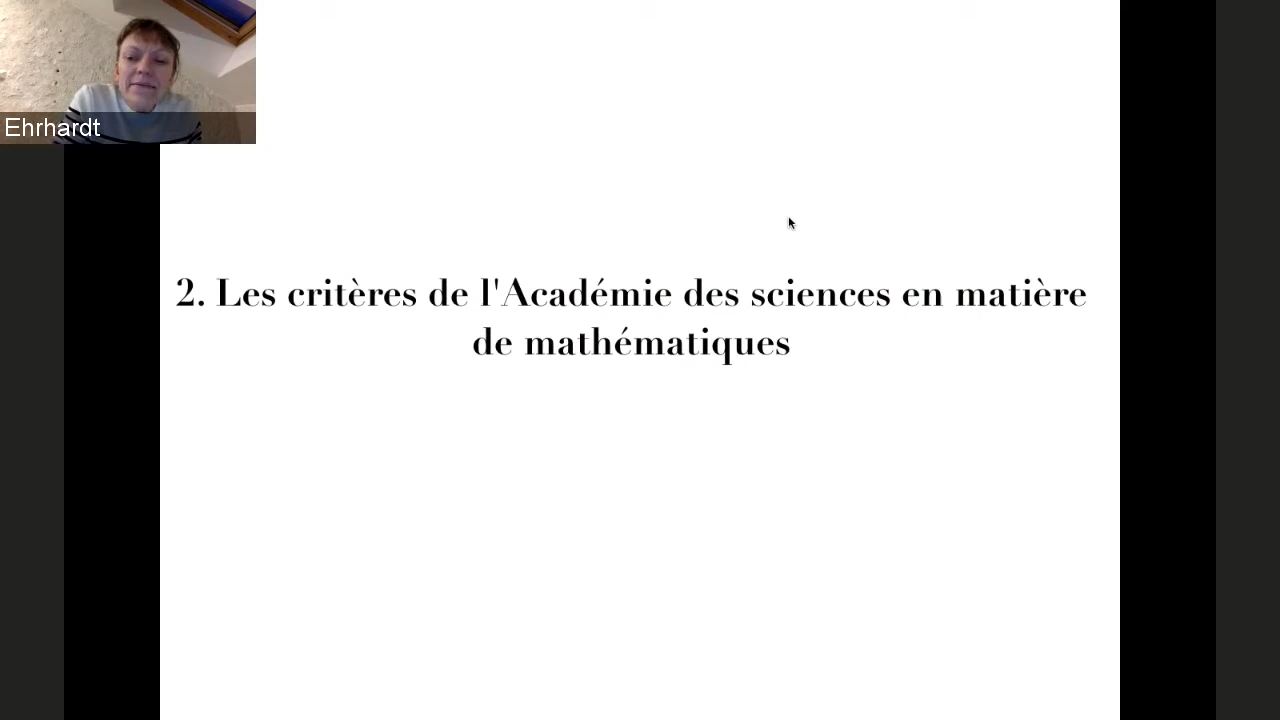 Ehrhardt
2. Les critères de l'Académie des sciences en matière
de mathématiques